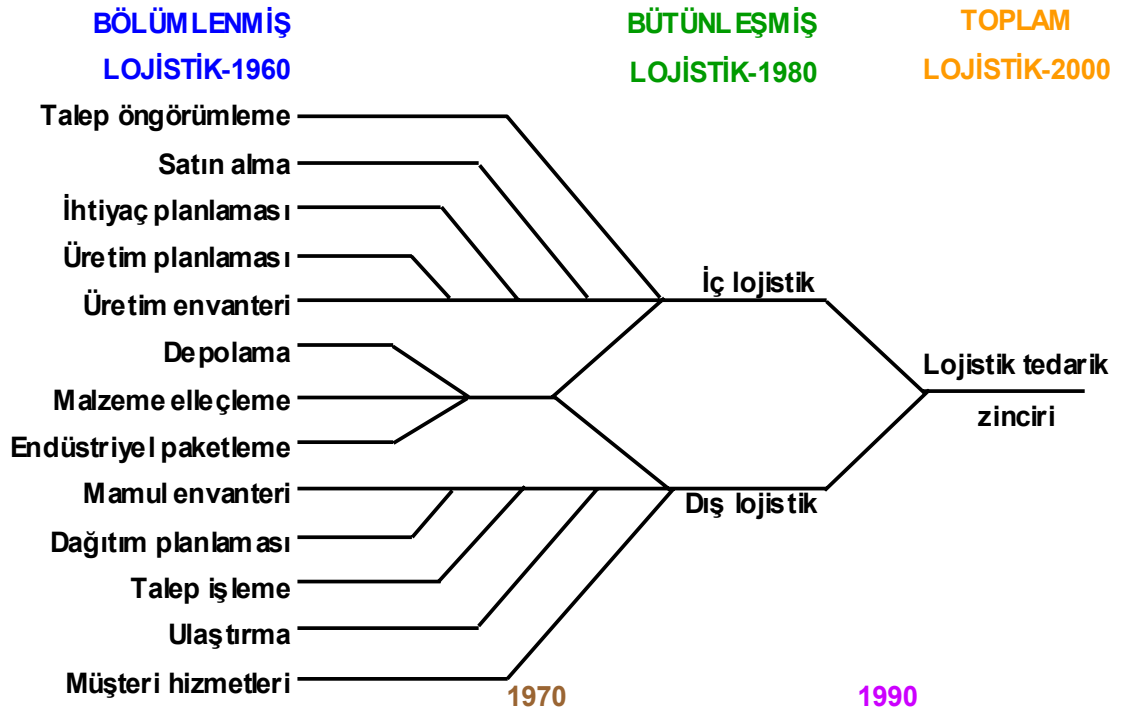 BÖLÜMLENMİŞ
LOJİSTİK-1960
BÜTÜNLEŞMİŞ
LOJİSTİK-1980
TOPLAM
LOJİSTİK-2000
Talep öngörümleme
Satın alma
İhtiyaç planlaması
Üretim planlaması
Üretim envanteri
Depolama
Malzeme elleçleme
Endüstriyel paketleme
Mamul envanteri
Dağıtım planlaması
Talep işleme
Ulaştırma
Müşteri hizmetleri
İç lojistik
Dış lojistik
Lojistik tedarik
zinciri
1970
1990